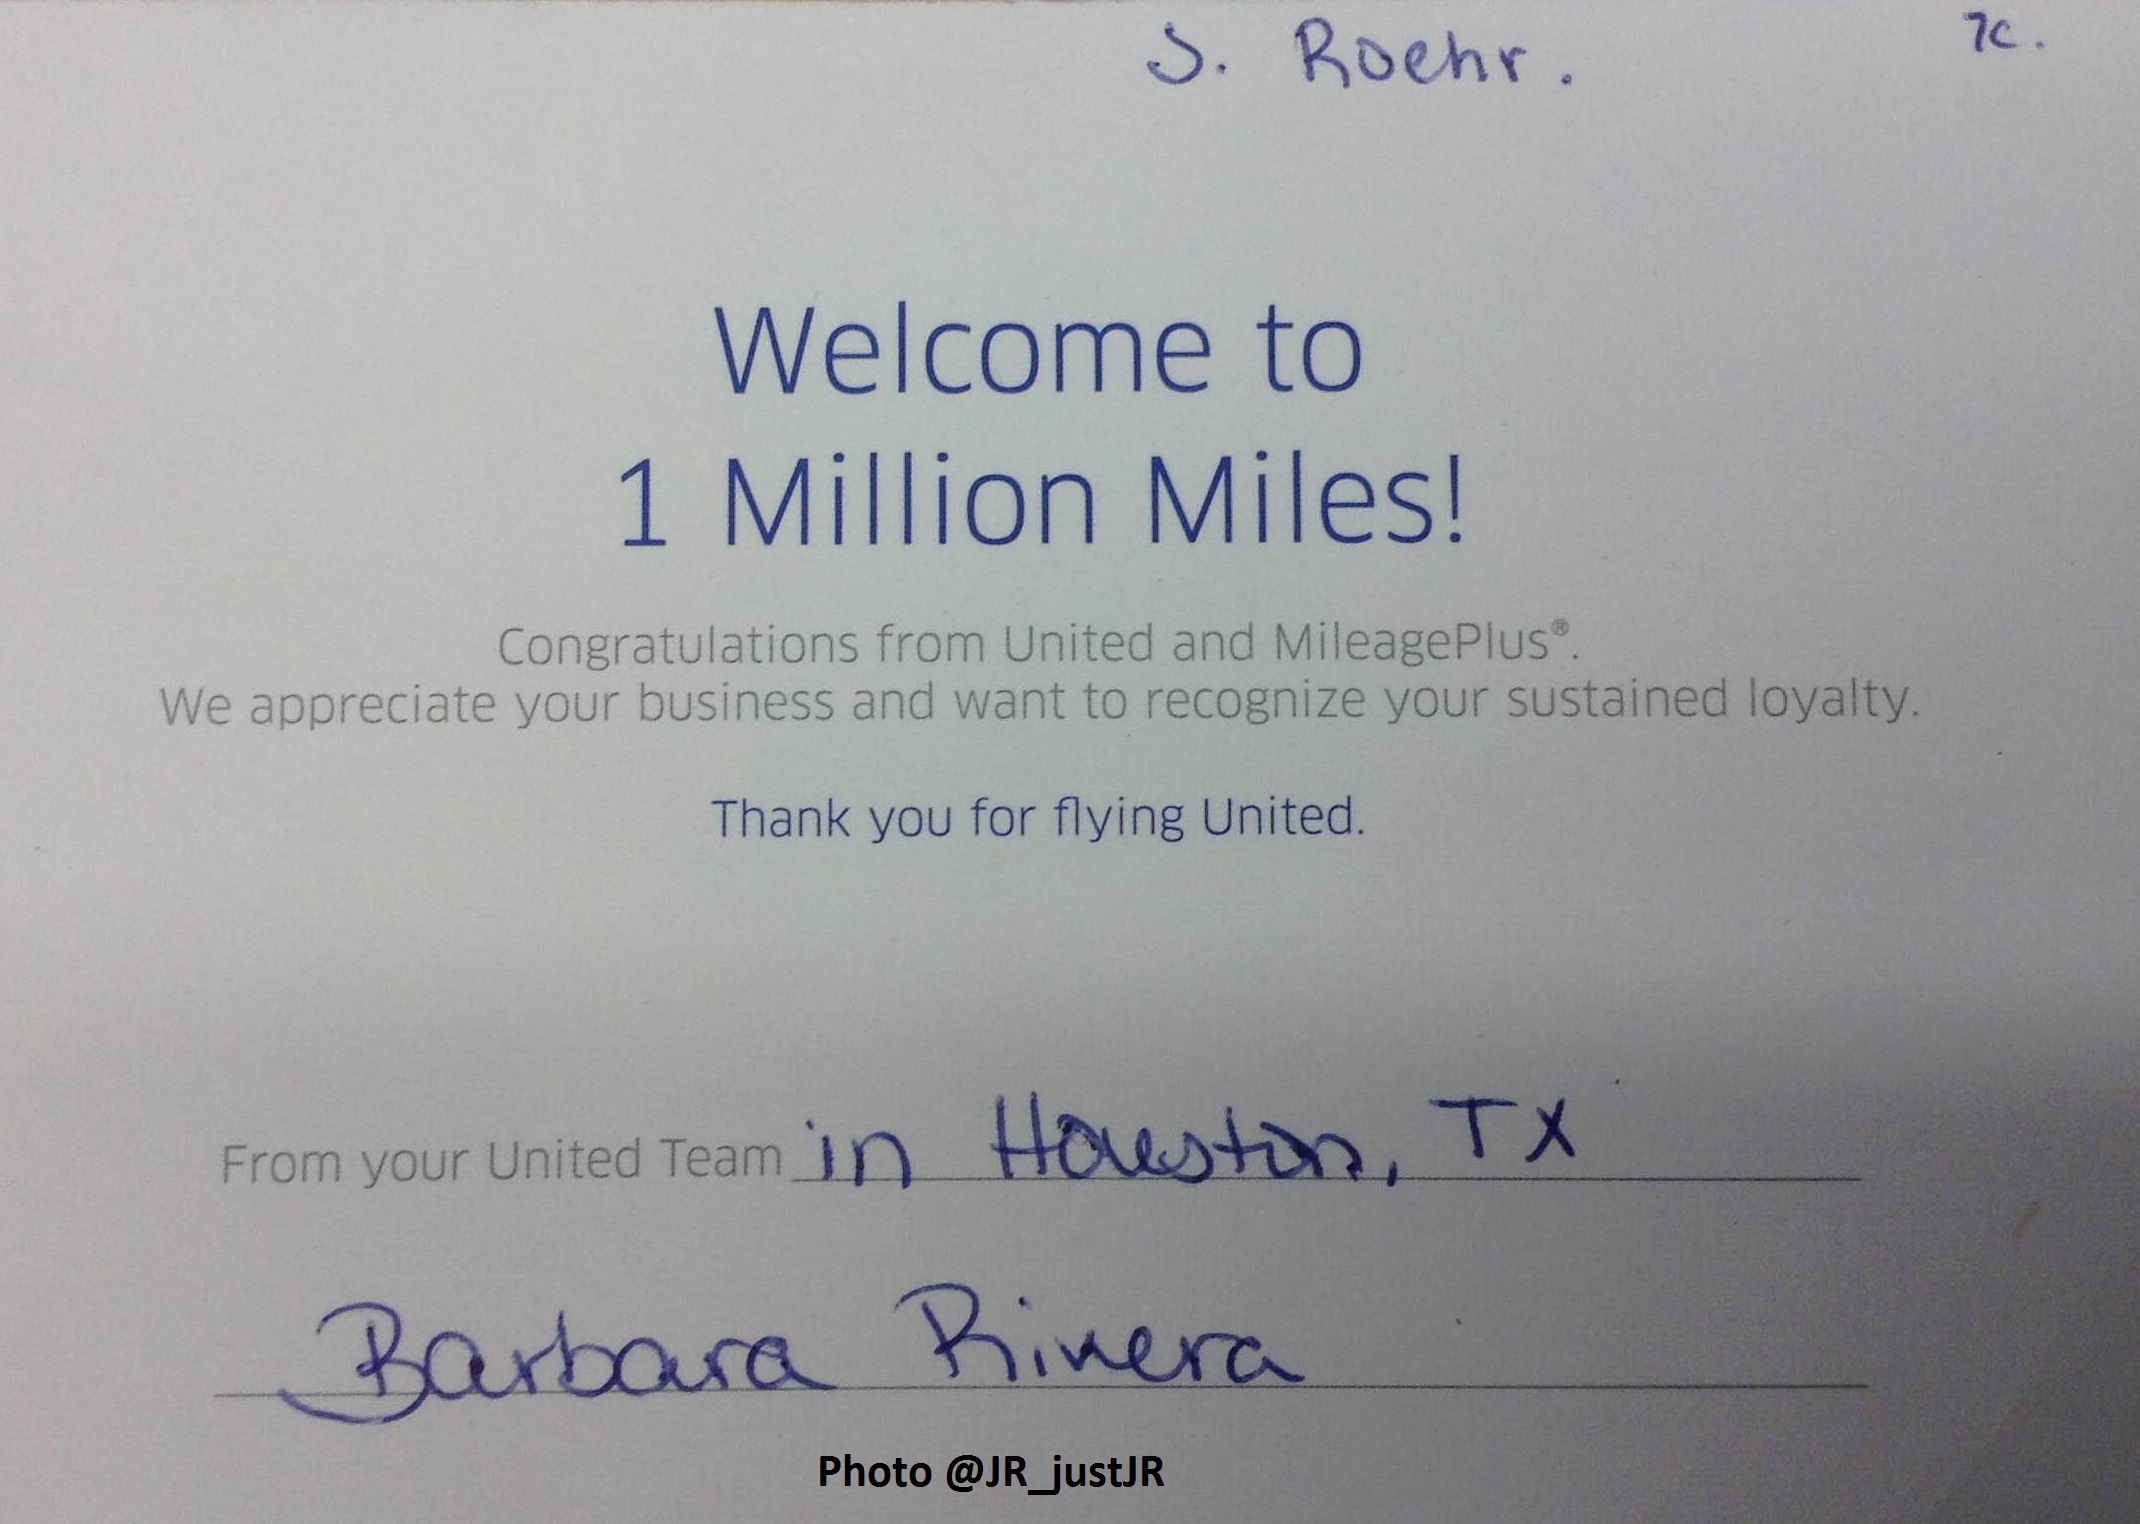 J. Roehr. 7C.
Welcome to
1 Million Miles!
Congratulations from United and MileagePlus®.
We appreciate your business and want to recognize your sustained loyalty.
Thank you for flying United.
From your United Team in Houston, TX
Barbara Rivera
Photo @JR_justJR